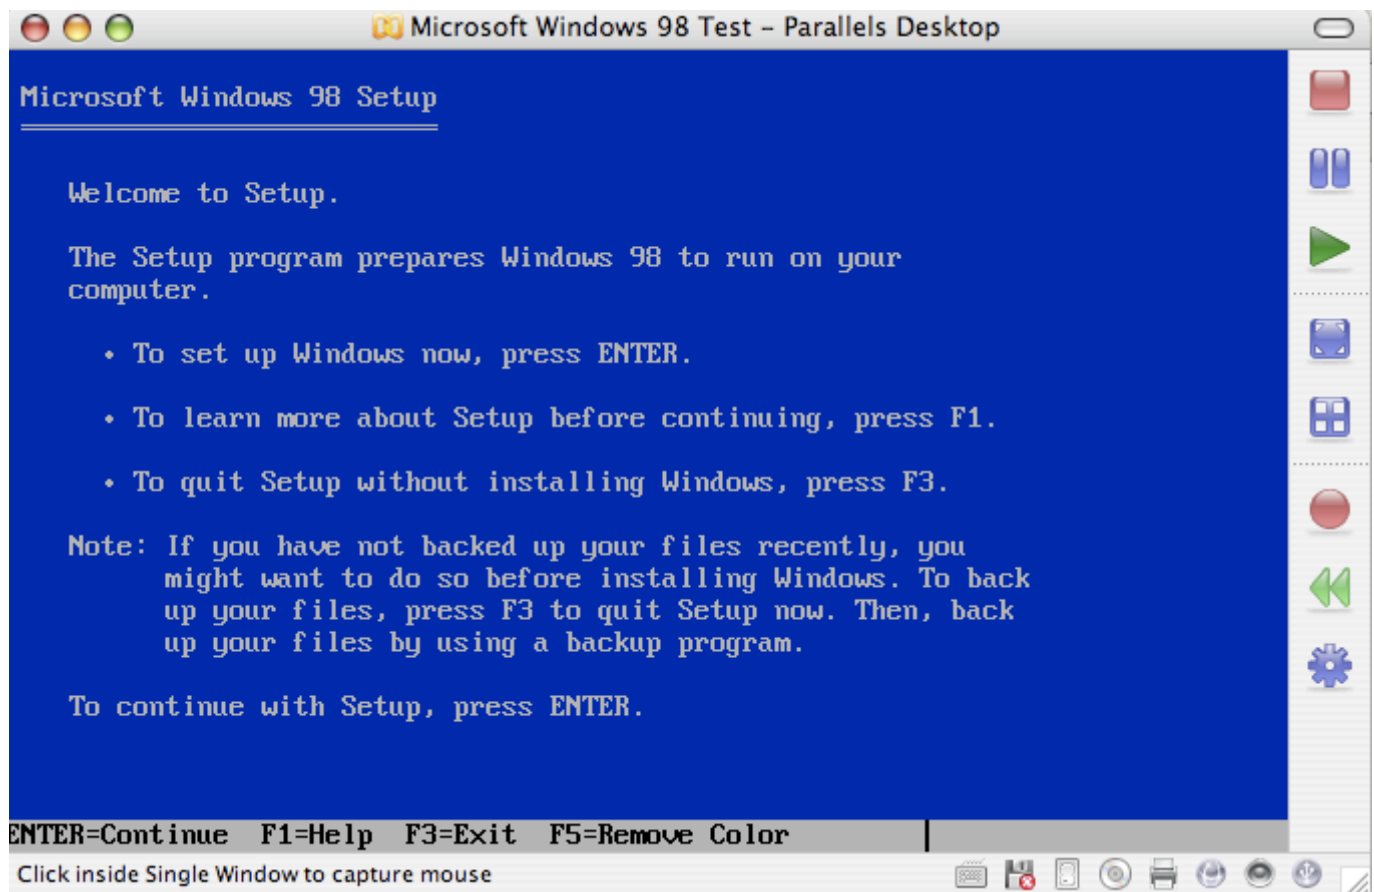 Microsoft Windows 98 Test – Parallels Desktop
Microsoft Windows 98 Setup
Welcome to Setup.
The Setup program prepares Windows 98 to run on your
computer.
• To set up Windows now, press ENTER.
• To learn more about Setup before continuing, press F1.
• To quit Setup without installing Windows, press F3.
Note: If you have not backed up your files recently, you
might want to do so before installing Windows. To back
up your files, press F3 to quit Setup now. Then, back
up your files by using a backup program.
To continue with Setup, press ENTER.
ENTER=Continue F1=Help F3=Exit F5=Remove Color
Click inside Single Window to capture mouse